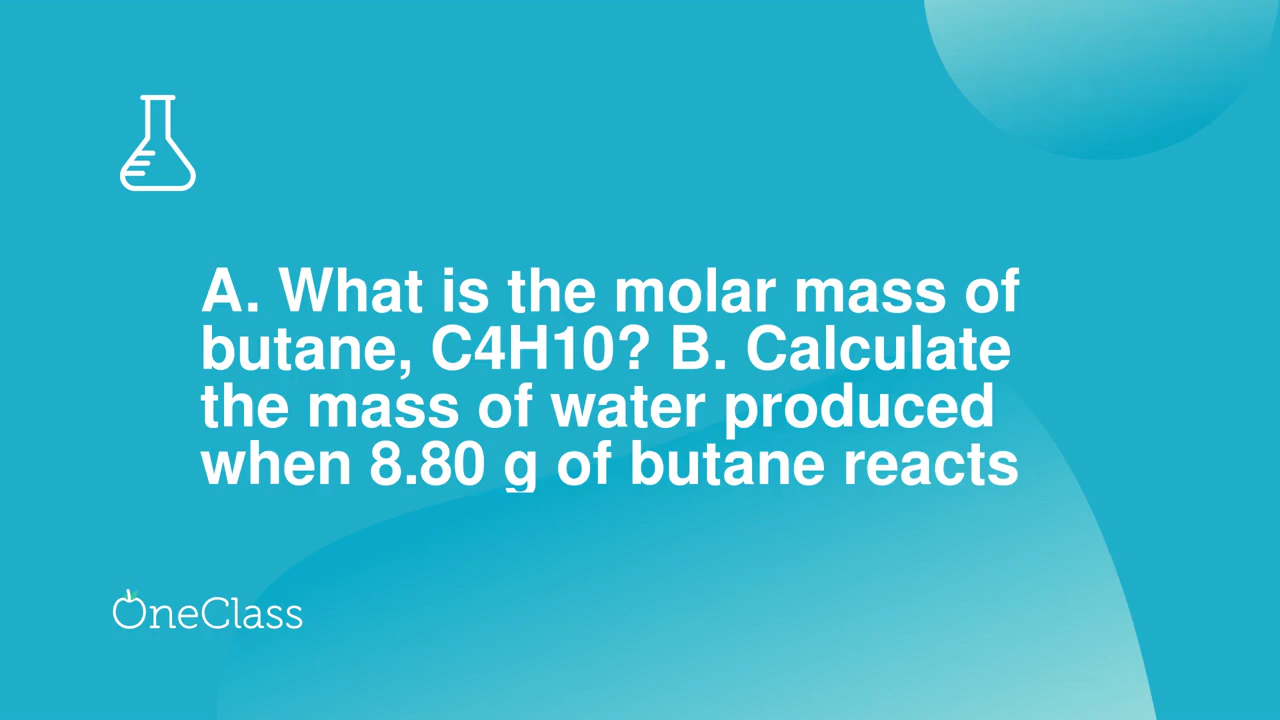 A. What is the molar mass of
butane, C4H10? B. Calculate
the mass of water produced
when 8.80 g of butane reacts
OneClass